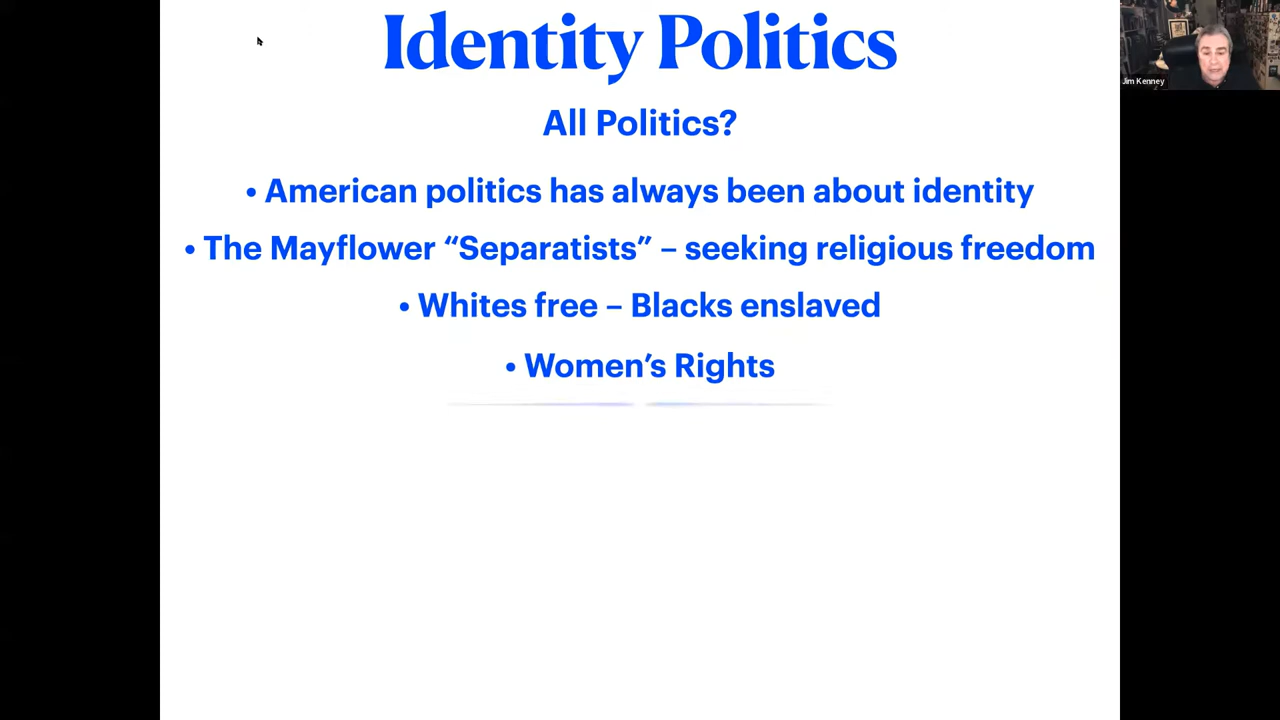 Identity Politics
All Politics?
• American politics has always been about identity
• The Mayflower “Separatists” – seeking religious freedom
• Whites free – Blacks enslaved
• Women’s Rights
Jim Kenney